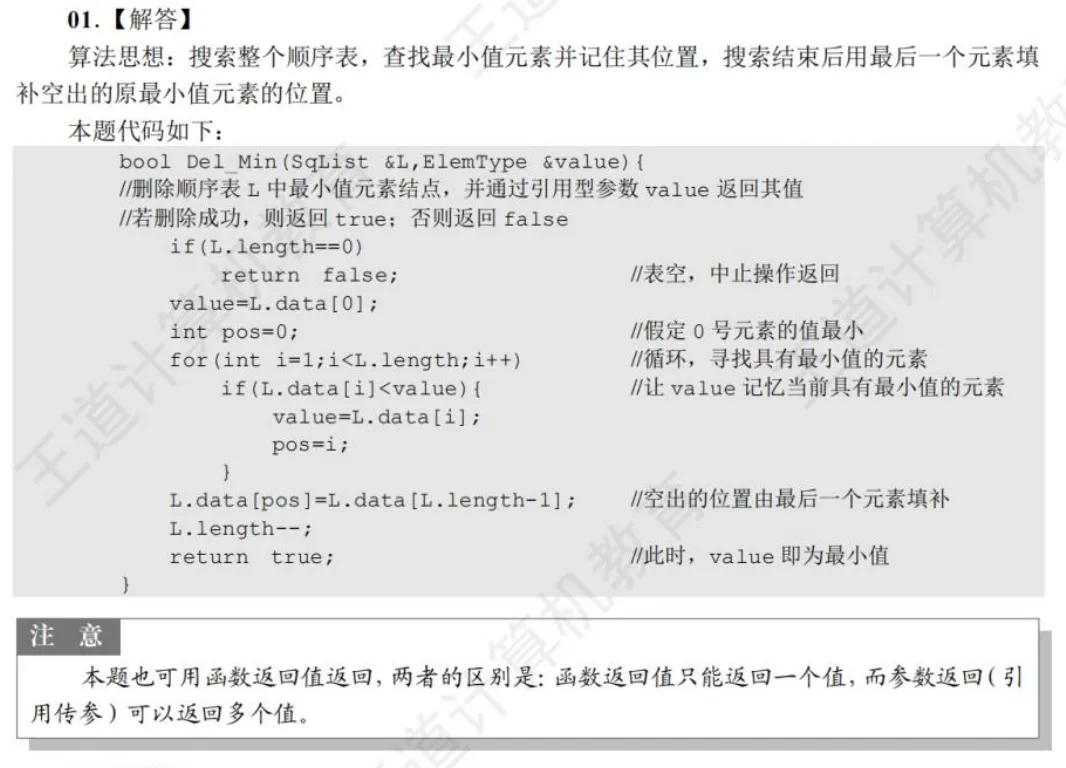 01.【解答】
算法思想：搜索整个顺序表，查找最小值元素并记住其位置，搜索结束后用最后一个元素填
补空出的原最小值元素的位置。
本题代码如下：
bool Del_Min(SqList &L,ElemType &value){
//删除顺序表 L 中最小值元素结点，并通过引用型参数 value 返回其值
//若删除成功，则返回 true；否则返回 false
if(L.length==0)
return false; //表空，中止操作返回
value=L.data[0];
int pos=0; //假定 0 号元素的值最小
for(int i=1;i<L.length;i++) //循环，寻找具有最小值的元素
if(L.data[i]<value){ //让 value 记忆当前具有最小值的元素
value=L.data[i];
pos=i;
}
L.data[pos]=L.data[L.length-1]; //空出的位置由最后一个元素填补
L.length--;
return true; //此时，value 即为最小值
}
注 意
本题也可用函数返回值返回，两者的区别是：函数返回值只能返回一个值，而参数返回(引
用传参)可以返回多个值。
王道计算机教育